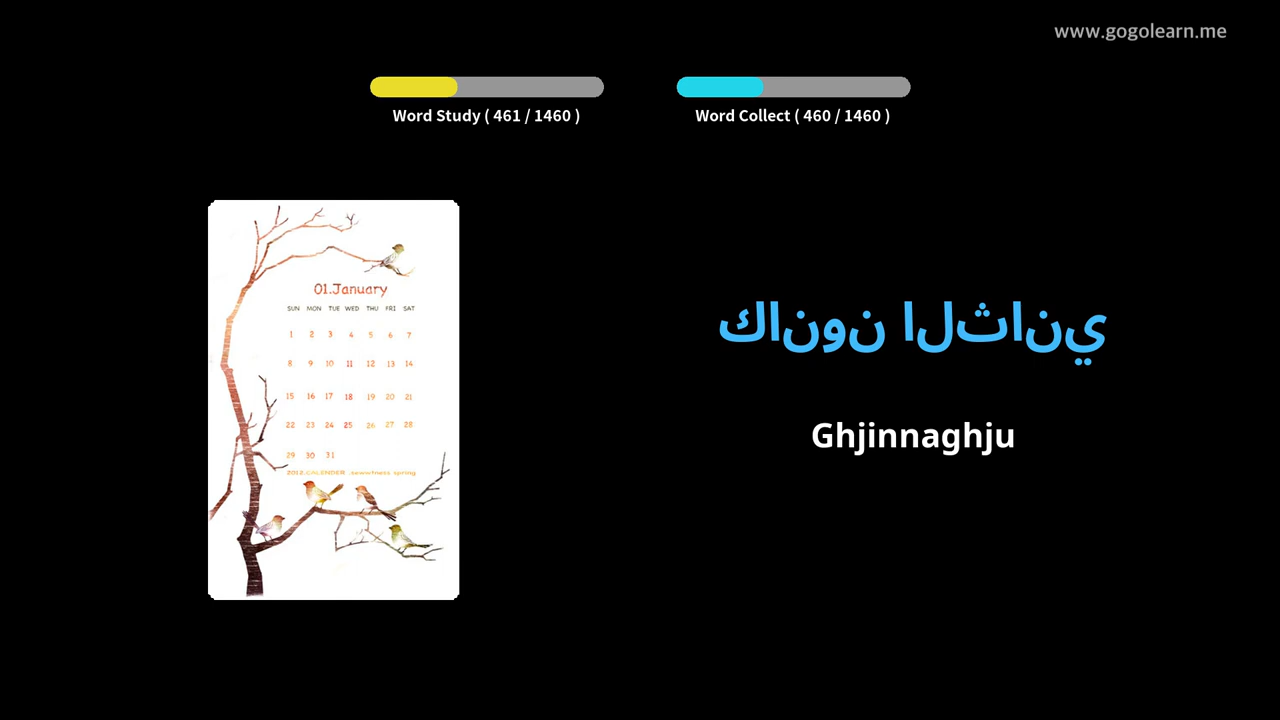 www.gogolearn.me
Word Study ( 461 / 1460 )
Word Collect ( 460 / 1460 )
01.January
SUN MON TUE WED THU FRI SAT
1 2 3 4 5 6 7
8 9 10 11 12 13 14
15 16 17 18 19 20 21
22 23 24 25 26 27 28
29 30 31
2012.CALENDER
كانون الثاني
Ghjinnaghju